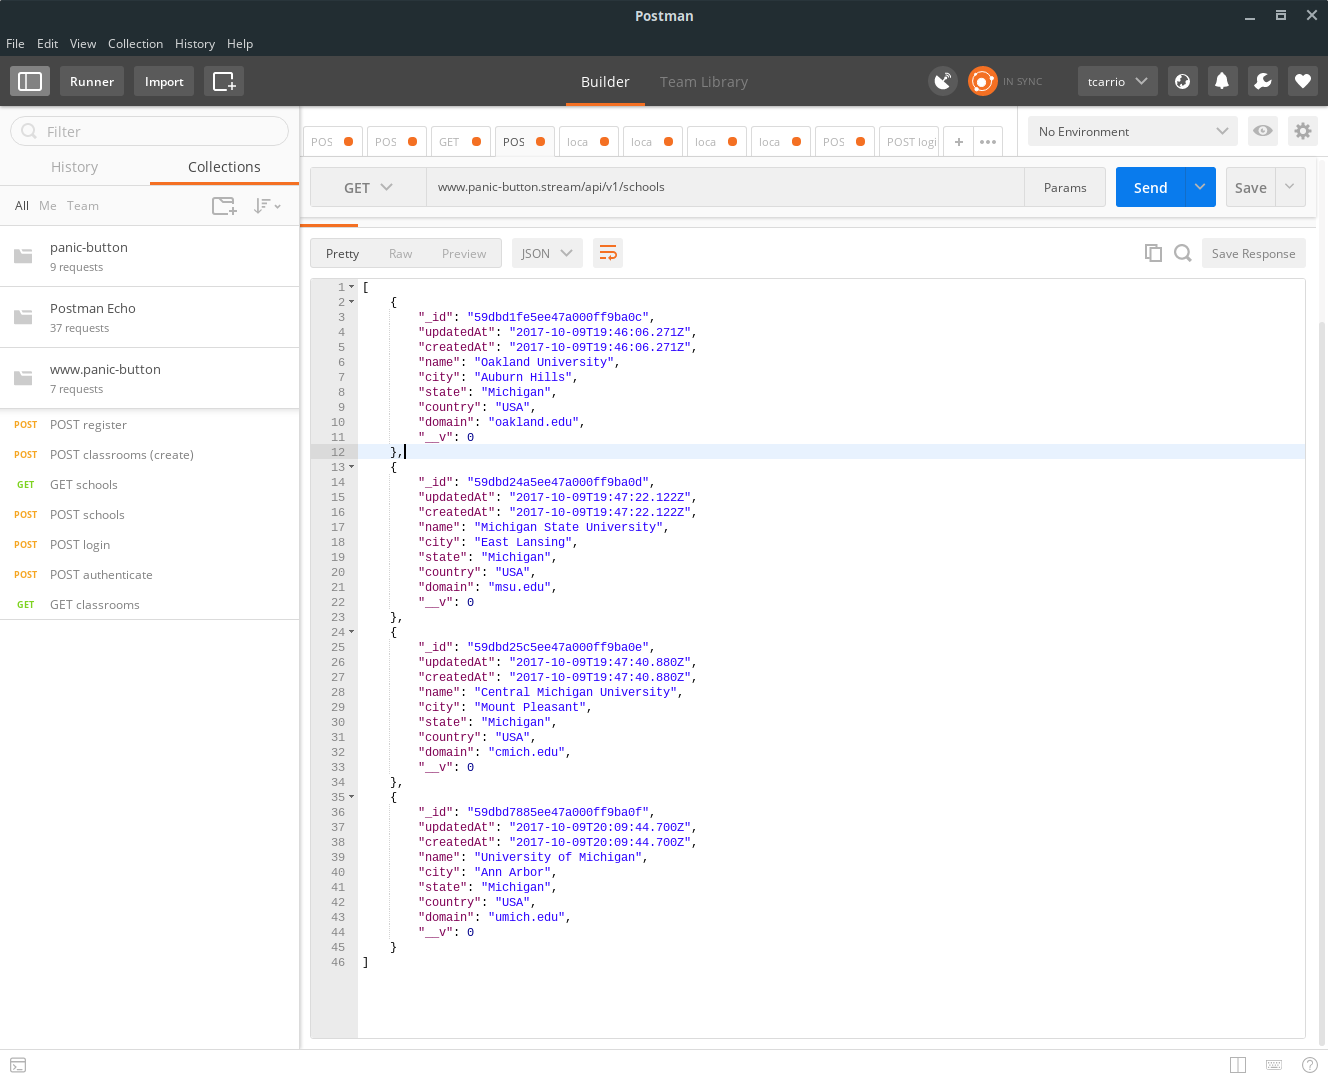 Postman
File Edit View Collection History Help
Runner Import Builder Team Library IN SYNC tcarrio
Filter
History Collections
All Me Team
panic-button
9 requests
Postman Echo
37 requests
www.panic-button
7 requests
POST POST register
POST POST classrooms (create)
GET GET schools
POST POST schools
POST POST login
POST POST authenticate
GET GET classrooms
POS POS GET POS loca loca loca loca POS POST logi + ••• No Environment
GET www.panic-button.stream/api/v1/schools Params Send Save
Pretty Raw Preview JSON Save Response
1 [
2 {
3 "_id": "59dbd1fe5ee47a000ff9ba0c",
4 "updatedAt": "2017-10-09T19:46:06.271Z",
5 "createdAt": "2017-10-09T19:46:06.271Z",
6 "name": "Oakland University",
7 "city": "Auburn Hills",
8 "state": "Michigan",
9 "country": "USA",
10 "domain": "oakland.edu",
11 "__v": 0
12 },
13 {
14 "_id": "59dbd24a5ee47a000ff9ba0d",
15 "updatedAt": "2017-10-09T19:47:22.122Z",
16 "createdAt": "2017-10-09T19:47:22.122Z",
17 "name": "Michigan State University",
18 "city": "East Lansing",
19 "state": "Michigan",
20 "country": "USA",
21 "domain": "msu.edu",
22 "__v": 0
23 },
24 {
25 "_id": "59dbd25c5ee47a000ff9ba0e",
26 "updatedAt": "2017-10-09T19:47:40.880Z",
27 "createdAt": "2017-10-09T19:47:40.880Z",
28 "name": "Central Michigan University",
29 "city": "Mount Pleasant",
30 "state": "Michigan",
31 "country": "USA",
32 "domain": "cmich.edu",
33 "__v": 0
34 },
35 {
36 "_id": "59dbd7885ee47a000ff9ba0f",
37 "updatedAt": "2017-10-09T20:09:44.700Z",
38 "createdAt": "2017-10-09T20:09:44.700Z",
39 "name": "University of Michigan",
40 "city": "Ann Arbor",
41 "state": "Michigan",
42 "country": "USA",
43 "domain": "umich.edu",
44 "__v": 0
45 }
46 ]